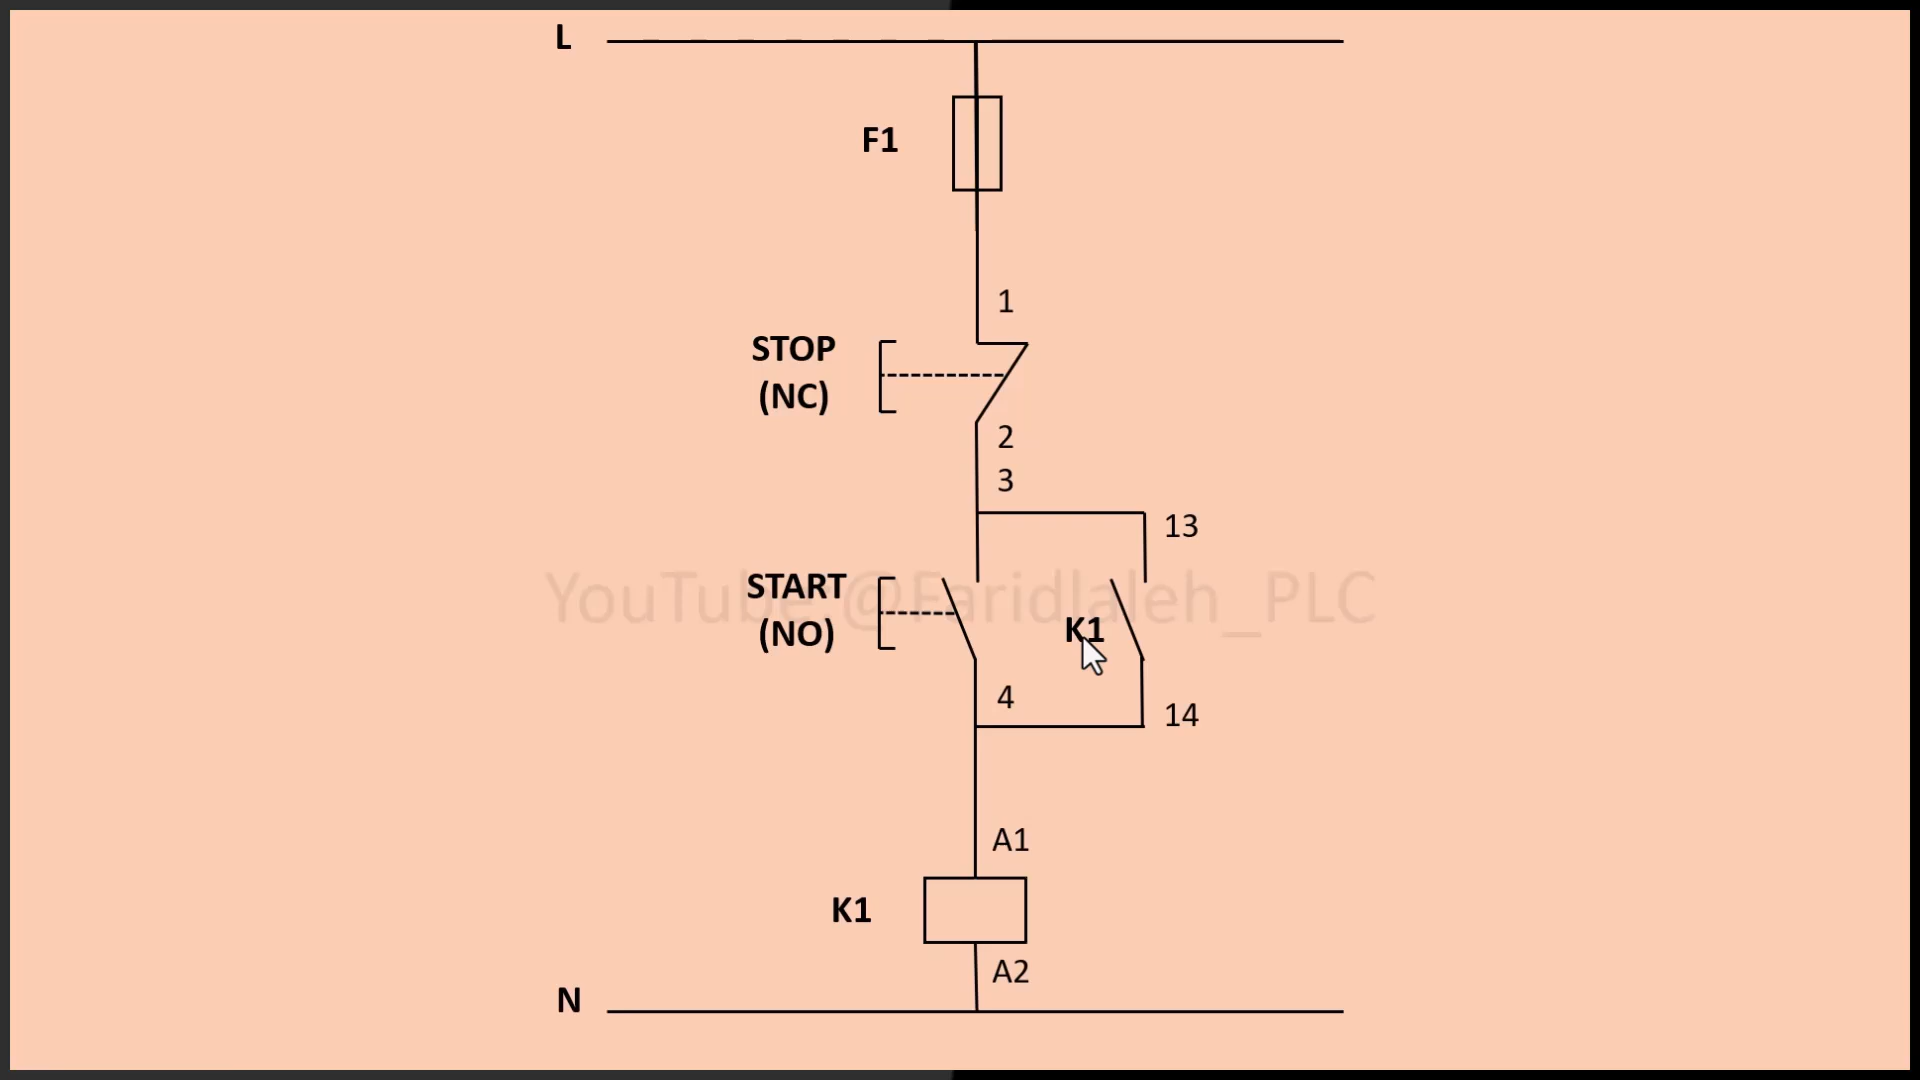 L
F1
1
STOP
(NC)
2
3
13
START
(NO)
YouTube:@Faridlaleh_PLC
K1
4
14
A1
K1
A2
N